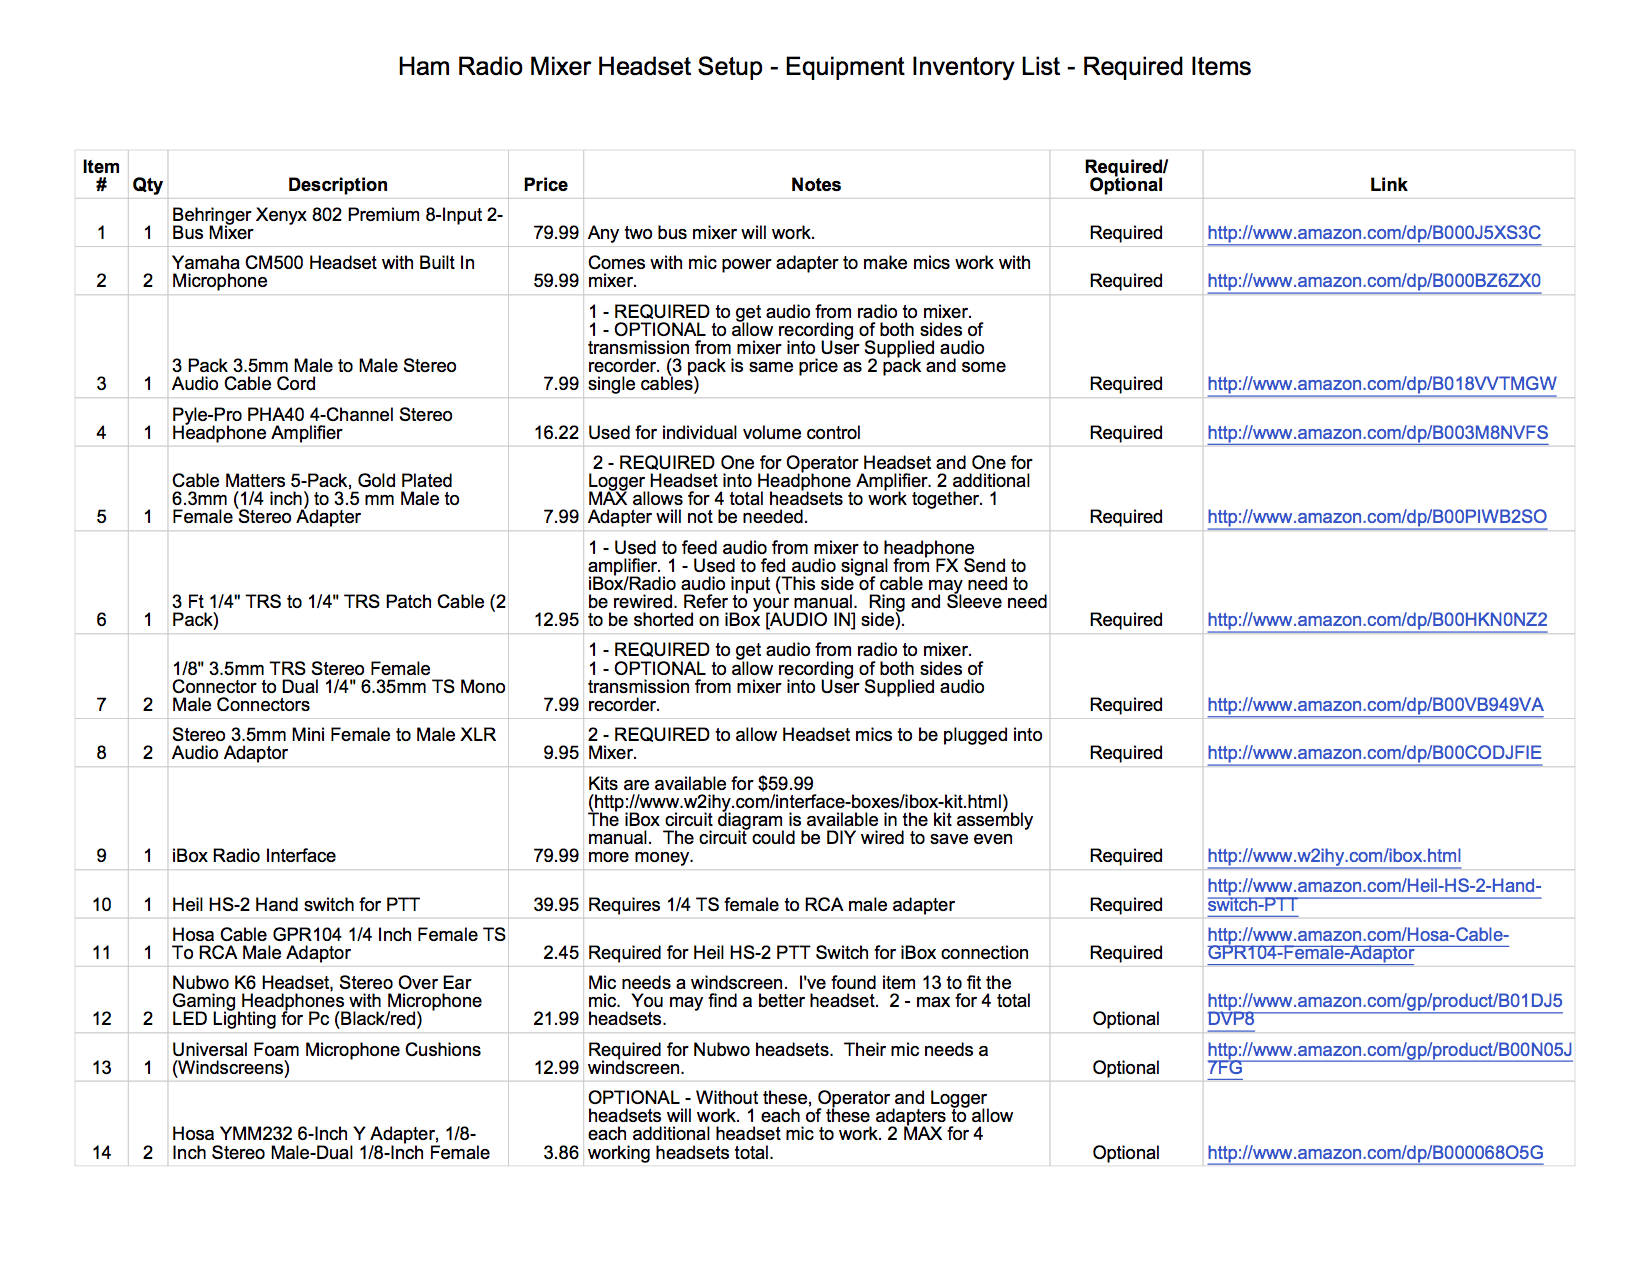 Ham Radio Mixer Headset Setup - Equipment Inventory List - Required Items
Item
# Qty Description Price Notes Required/
Optional Link
Behringer Xenyx 802 Premium 8-Input 2-
1 1 Bus Mixer 79.99 Any two bus mixer will work. Required http://www.amazon.com/dp/B000J5XS3C
Yamaha CM500 Headset with Built In Comes with mic power adapter to make mics work with
2 2 Microphone 59.99 mixer. Required http://www.amazon.com/dp/B000BZ6ZX0
1 - REQUIRED to get audio from radio to mixer.
1 - OPTIONAL to allow recording of both sides of
transmission from mixer into User Supplied audio
3 Pack 3.5mm Male to Male Stereo recorder. (3 pack is same price as 2 pack and some
3 1 Audio Cable Cord 7.99 single cables) Required http://www.amazon.com/dp/B018VVTMGW
Pyle-Pro PHA40 4-Channel Stereo
4 1 Headphone Amplifier 16.22 Used for individual volume control Required http://www.amazon.com/dp/B003M8NVFS
2 - REQUIRED One for Operator Headset and One for
Cable Matters 5-Pack, Gold Plated Logger Headset into Headphone Amplifier. 2 additional
6.3mm (1/4 inch) to 3.5 mm Male to MAX allows for 4 total headsets to work together. 1
5 1 Female Stereo Adapter 7.99 Adapter will not be needed. Required http://www.amazon.com/dp/B00PIWB2SO
1 - Used to feed audio from mixer to headphone
amplifier. 1 - Used to fed audio signal from FX Send to
iBox/Radio audio input (This side of cable may need to
3 Ft 1/4" TRS to 1/4" TRS Patch Cable (2 be rewired. Refer to your manual.  Ring and Sleeve need
6 1 Pack) 12.95 to be shorted on iBox [AUDIO IN] side). Required http://www.amazon.com/dp/B00HKN0NZ2
1 - REQUIRED to get audio from radio to mixer.
1/8" 3.5mm TRS Stereo Female 1 - OPTIONAL to allow recording of both sides of
Connector to Dual 1/4" 6.35mm TS Mono transmission from mixer into User Supplied audio
7 2 Male Connectors 7.99 recorder. Required http://www.amazon.com/dp/B00VB949VA
Stereo 3.5mm Mini Female to Male XLR 2 - REQUIRED to allow Headset mics to be plugged into
8 2 Audio Adaptor 9.95 Mixer. Required http://www.amazon.com/dp/B00CODJFIE
Kits are available for $59.99
(http://www.w2ihy.com/interface-boxes/ibox-kit.html)
The iBox circuit diagram is available in the kit assembly
manual.  The circuit could be DIY wired to save even
9 1 iBox Radio Interface 79.99 more money. Required http://www.w2ihy.com/ibox.html
http://www.amazon.com/Heil-HS-2-Hand-
10 1 Heil HS-2 Hand switch for PTT 39.95 Requires 1/4 TS female to RCA male adapter Required switch-PTT
Hosa Cable GPR104 1/4 Inch Female TS http://www.amazon.com/Hosa-Cable-
11 1 To RCA Male Adaptor 2.45 Required for Heil HS-2 PTT Switch for iBox connection Required GPR104-Female-Adaptor
Nubwo K6 Headset, Stereo Over Ear Mic needs a windscreen.  I've found item 13 to fit the
Gaming Headphones with Microphone mic.  You may find a better headset.  2 - max for 4 total http://www.amazon.com/gp/product/B01DJ5
12 2 LED Lighting for Pc (Black/red) 21.99 headsets. Optional DVP8
Universal Foam Microphone Cushions Required for Nubwo headsets.  Their mic needs a http://www.amazon.com/gp/product/B00N05J
13 1 (Windscreens) 12.99 windscreen. Optional 7FG
OPTIONAL - Without these, Operator and Logger
headsets will work. 1 each of these adapters to allow
Hosa YMM232 6-Inch Y Adapter, 1/8- each additional headset mic to work. 2 MAX for 4
14 2 Inch Stereo Male-Dual 1/8-Inch Female 3.86 working headsets total. Optional http://www.amazon.com/dp/B000068O5G